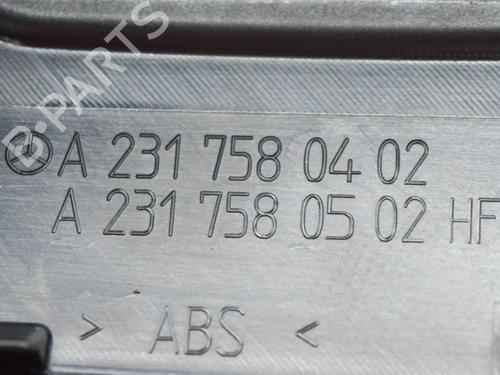 B-PARTS
A 231 758 04 02
A 231 758 05 02 HF
> ABS <